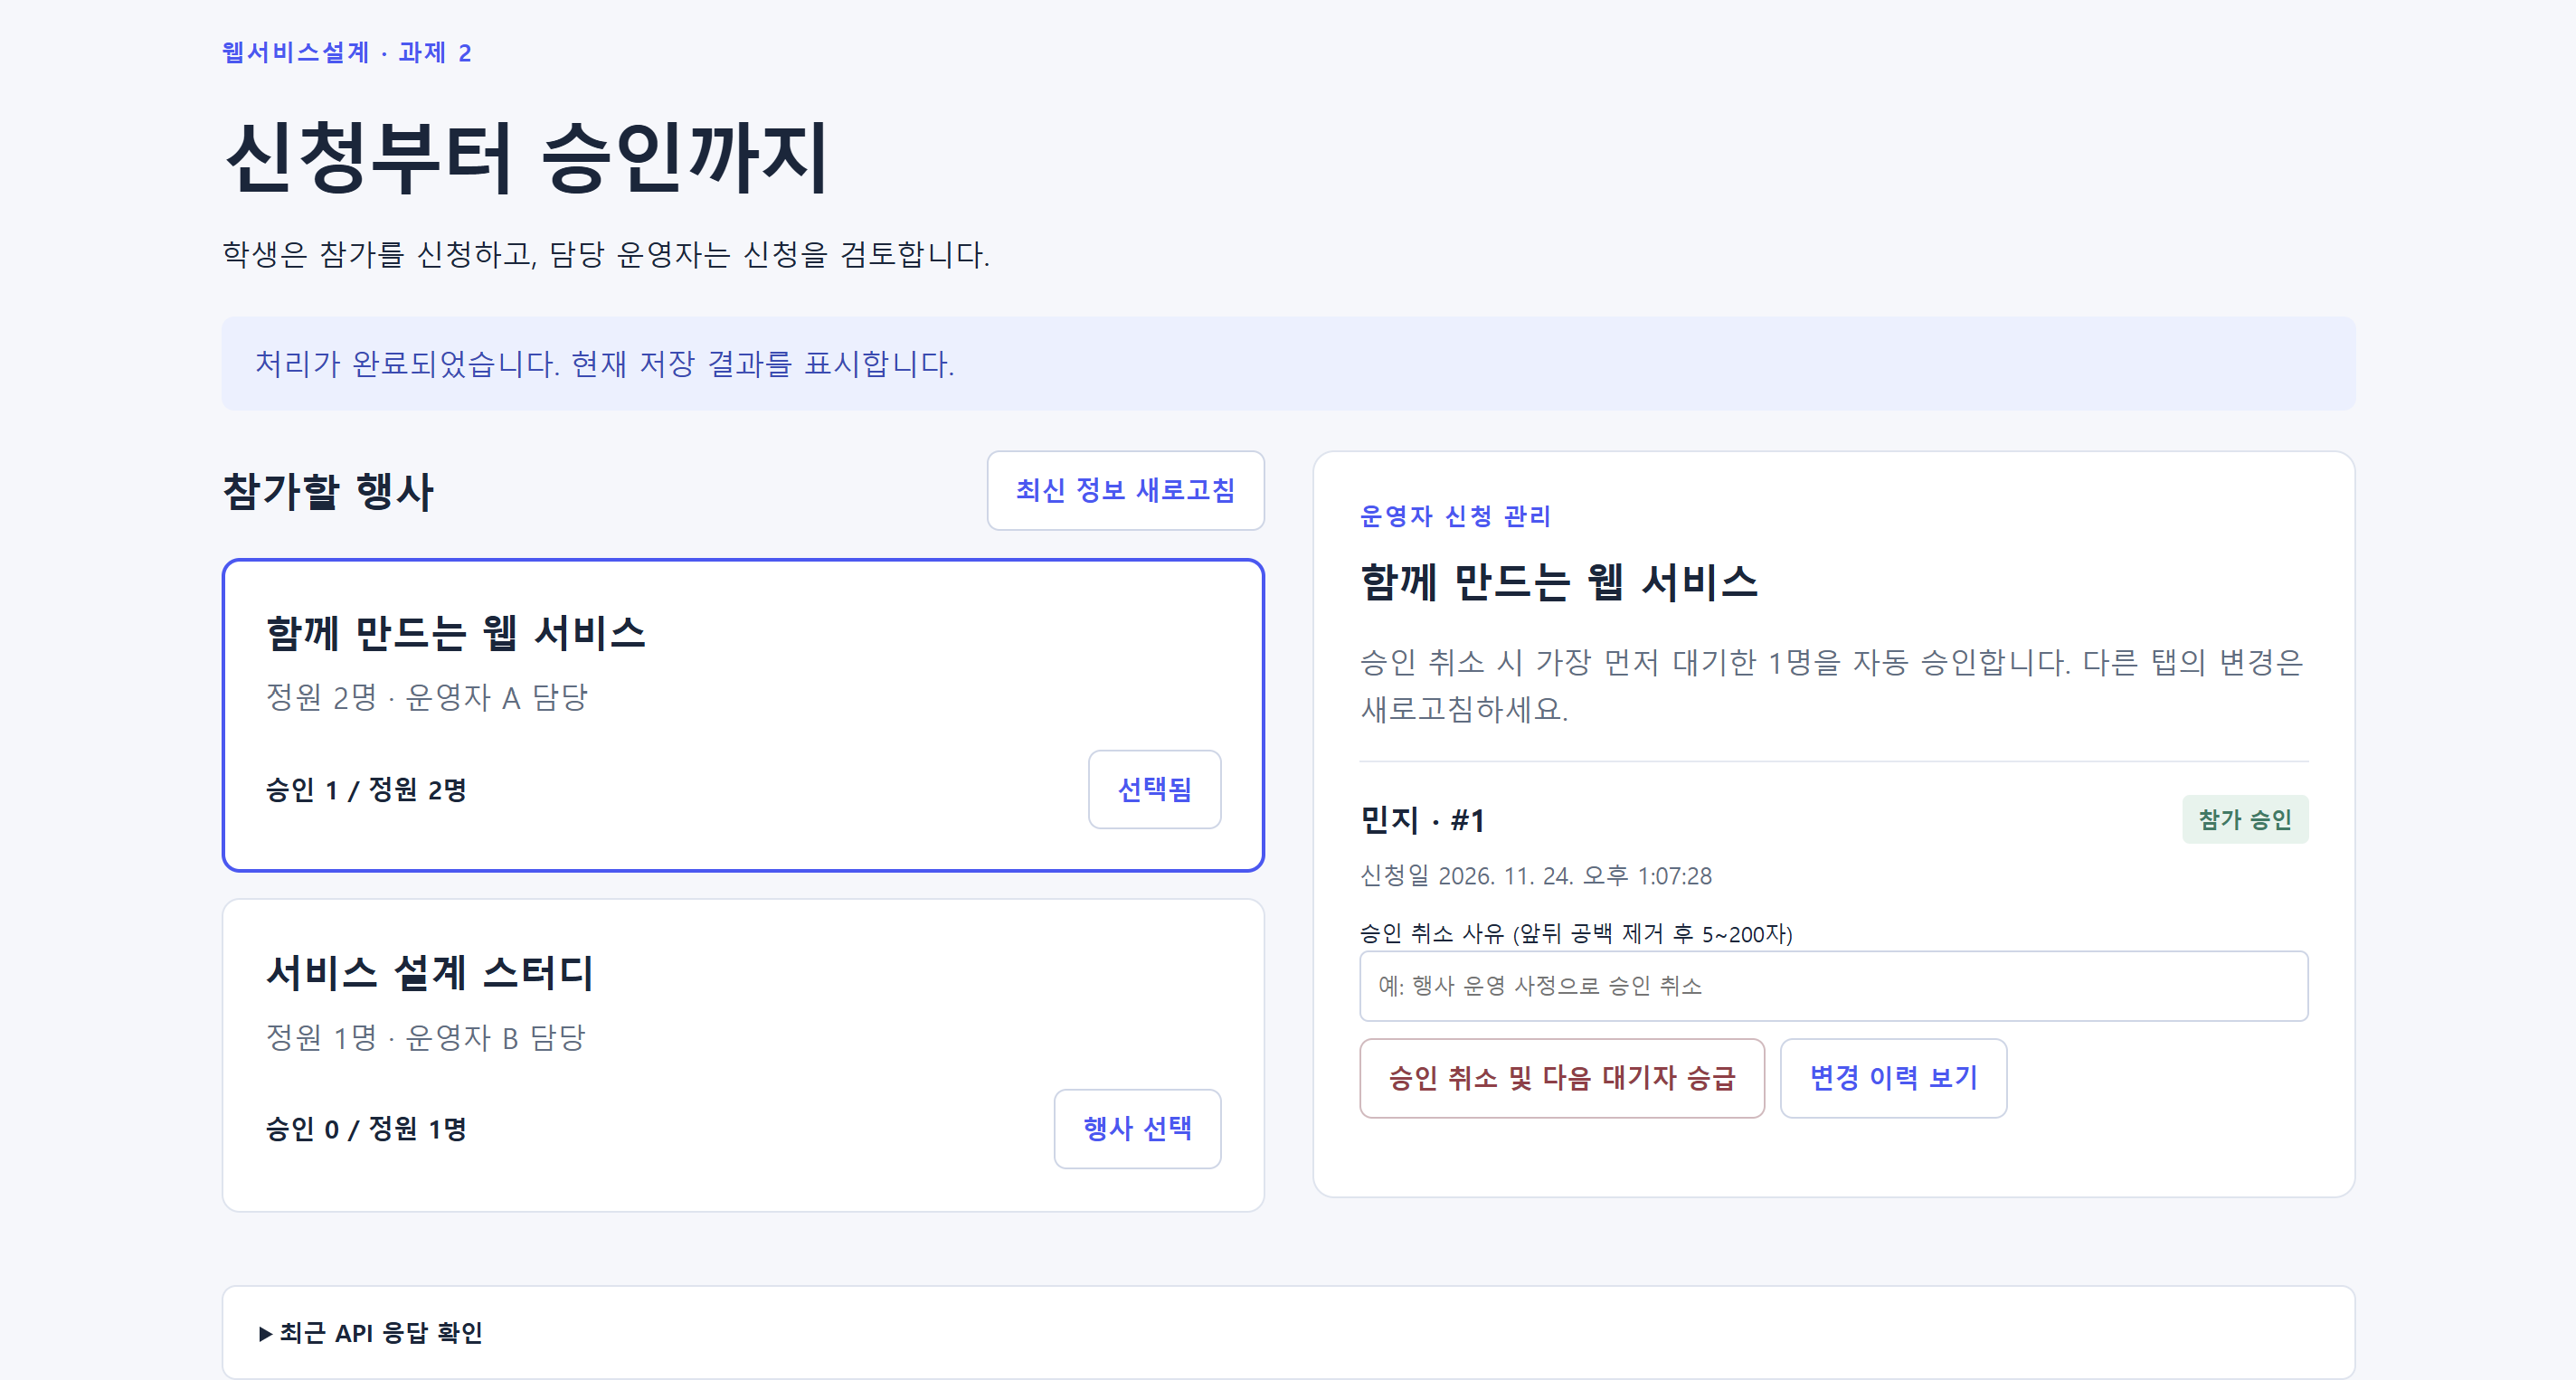 웹서비스설계 · 과제 2
신청부터 승인까지
학생은 참가를 신청하고, 담당 운영자는 신청을 검토합니다.
처리가 완료되었습니다. 현재 저장 결과를 표시합니다.
참가할 행사
최신 정보 새로고침
함께 만드는 웹 서비스
정원 2명 · 운영자 A 담당
승인 1 / 정원 2명
선택됨
서비스 설계 스터디
정원 1명 · 운영자 B 담당
승인 0 / 정원 1명
행사 선택
운영자 신청 관리
함께 만드는 웹 서비스
승인 취소 시 가장 먼저 대기한 1명을 자동 승인합니다. 다른 탭의 변경은
새로고침하세요.
민지 · #1
참가 승인
신청일 2026. 11. 24. 오후 1:07:28
승인 취소 사유 (앞뒤 공백 제거 후 5~200자)
예: 행사 운영 사정으로 승인 취소
승인 취소 및 다음 대기자 승급
변경 이력 보기
▶ 최근 API 응답 확인